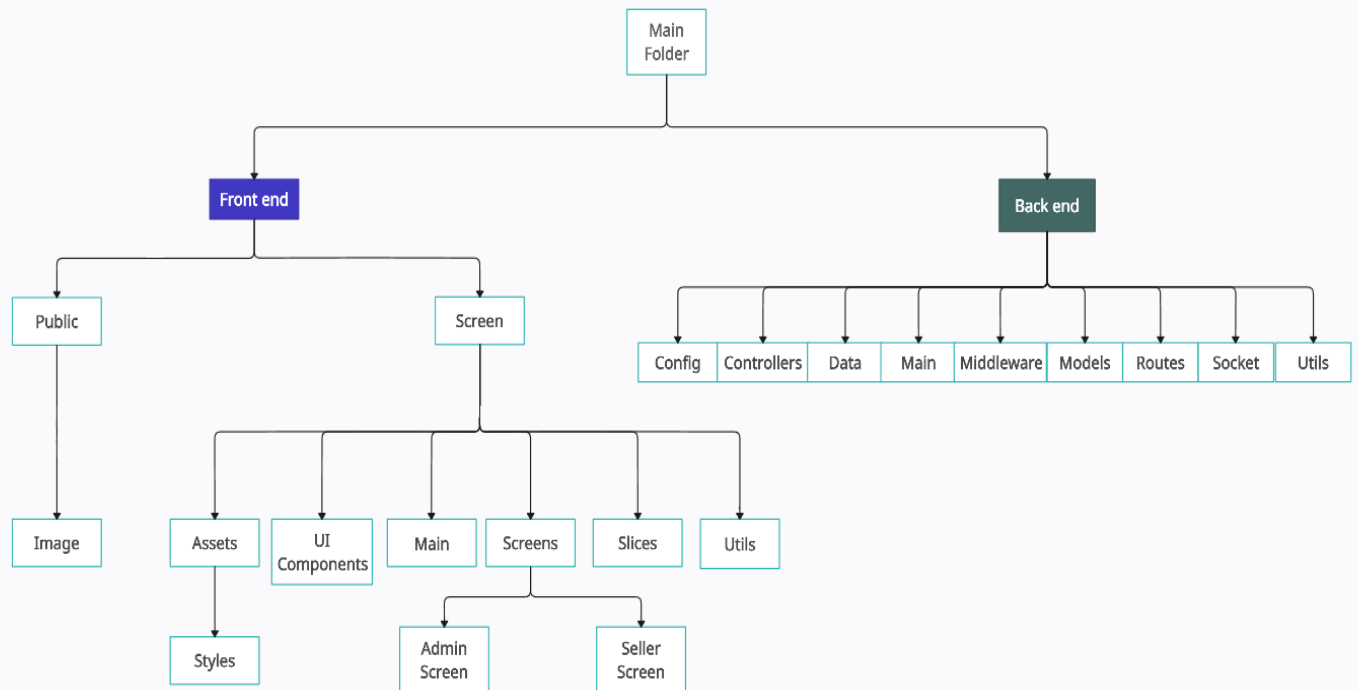 Main
Folder
Front end
Back end
Public
Screen
Config
Controllers
Data
Main
Middleware
Models
Routes
Socket
Utils
Image
Assets
UI
Components
Main
Screens
Slices
Utils
Styles
Admin
Screen
Seller
Screen